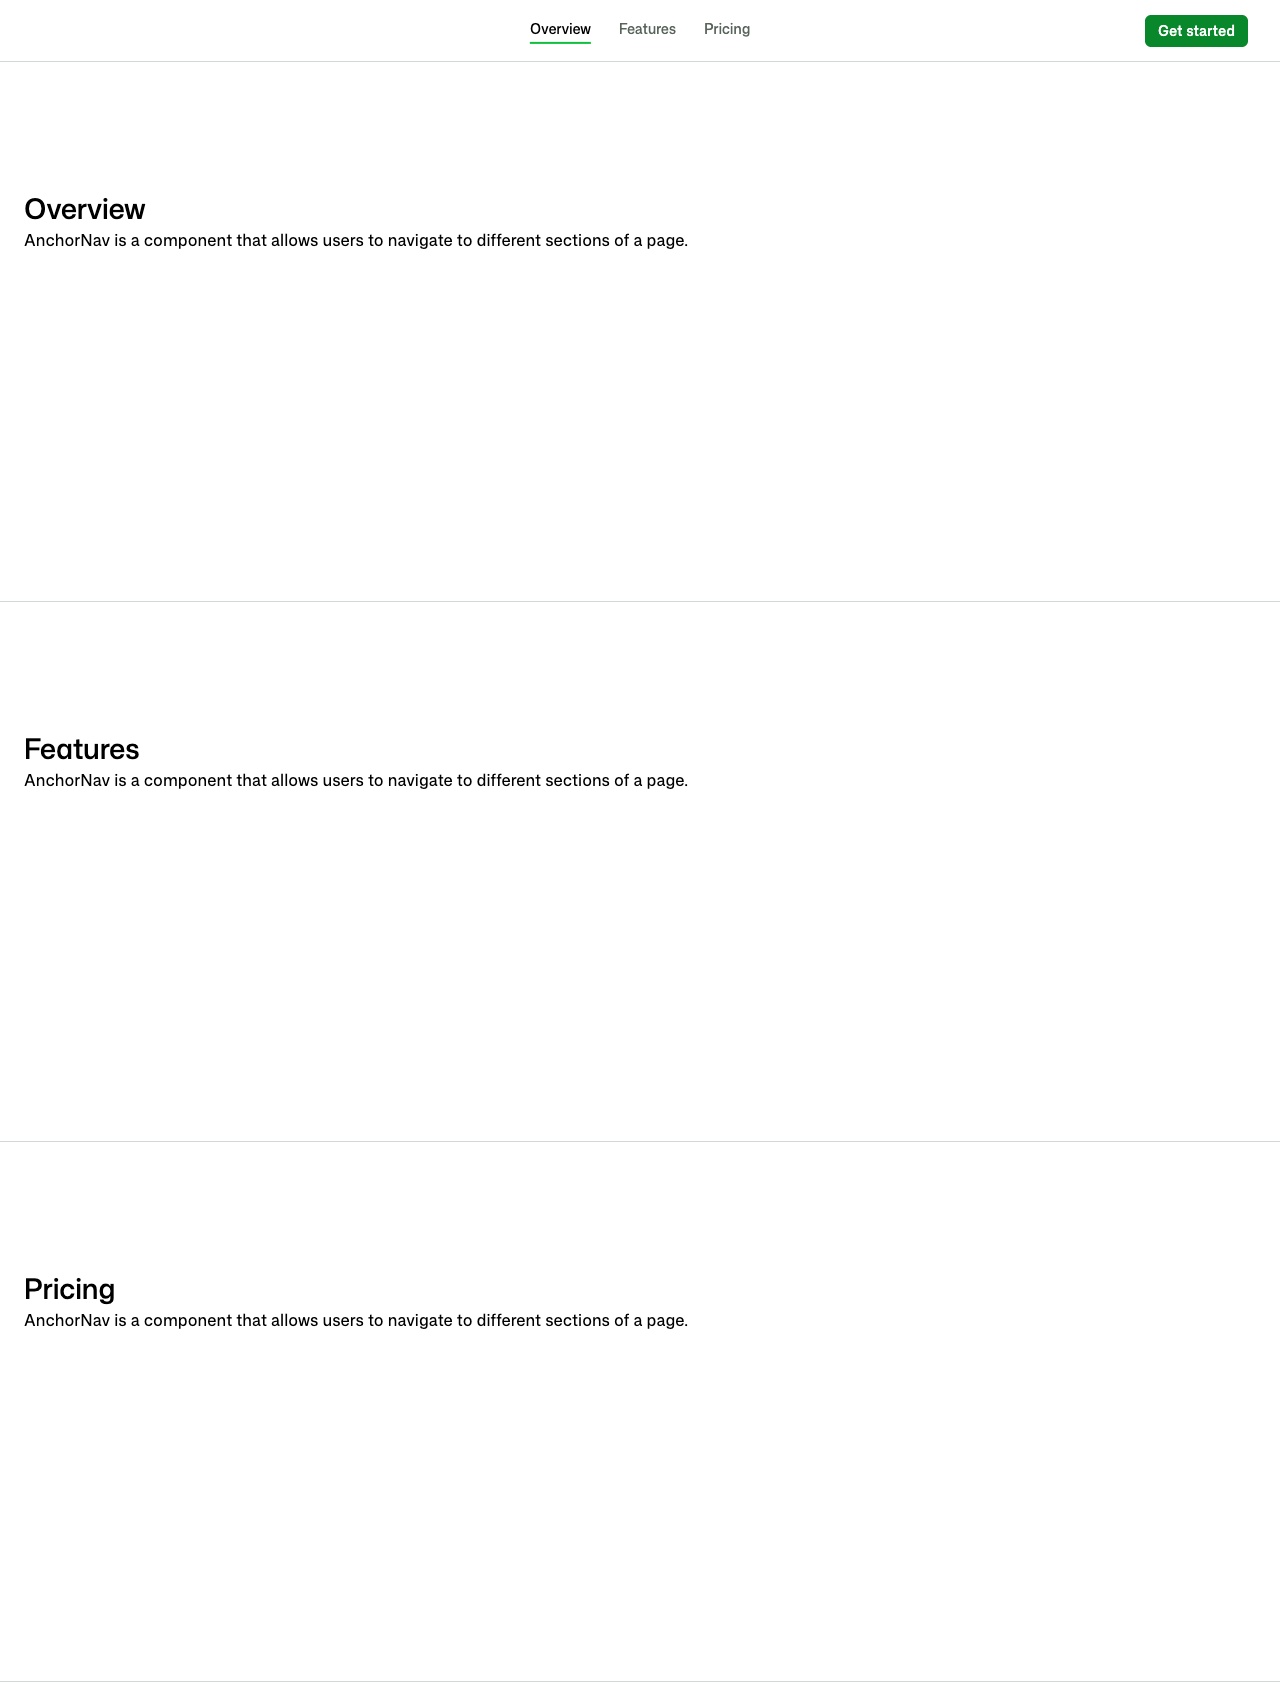 Overview Features Pricing Get started
Overview
AnchorNav is a component that allows users to navigate to different sections of a page.
Features
AnchorNav is a component that allows users to navigate to different sections of a page.
Pricing
AnchorNav is a component that allows users to navigate to different sections of a page.